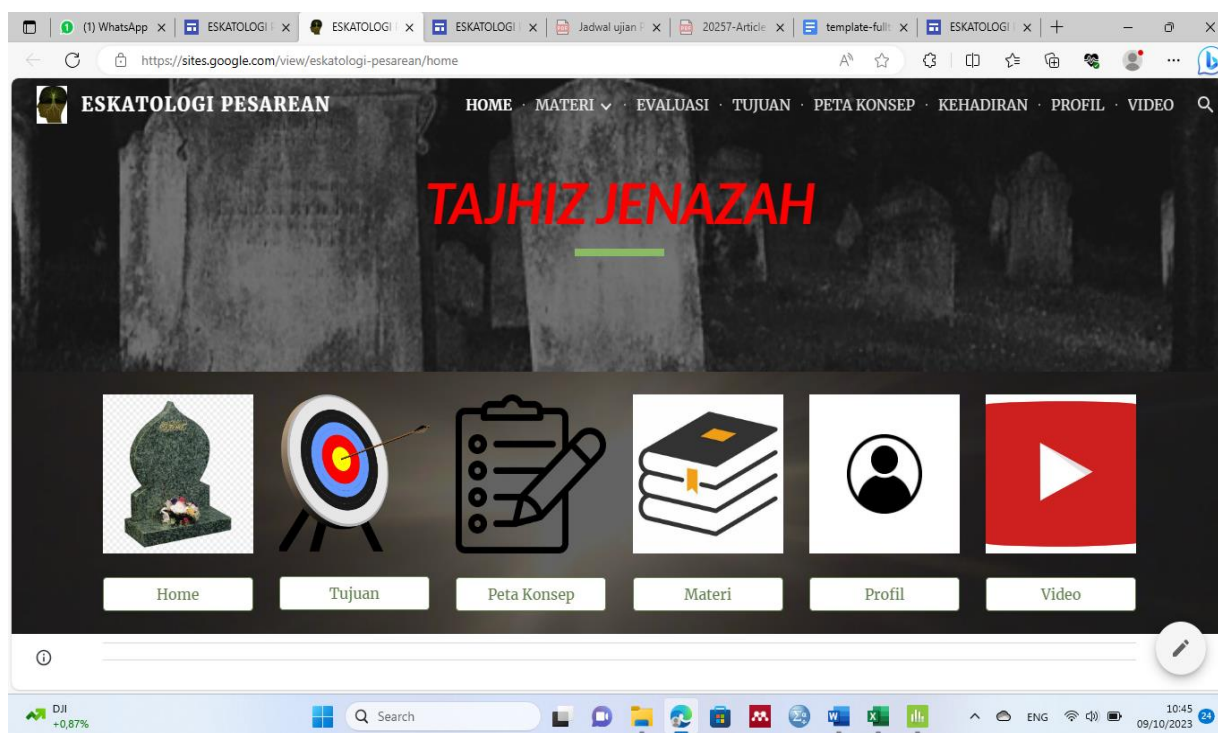 (1) WhatsApp
ESKATOLOGI
ESKATOLOGI
ESKATOLOGI
Jadwal ujian
20257-Article
template-fullt
ESKATOLOGI
https://sites.google.com/view/eskatologi-pesarean/home
ESKATOLOGI PESAREAN
HOME · MATERI · EVALUASI · TUJUAN · PETA KONSEP · KEHADIRAN · PROFIL · VIDEO
TAJHIZ JENAZAH
Home
Tujuan
Peta Konsep
Materi
Profil
Video
DJI
+0,87%
Search
ENG
10:45
09/10/2023
24